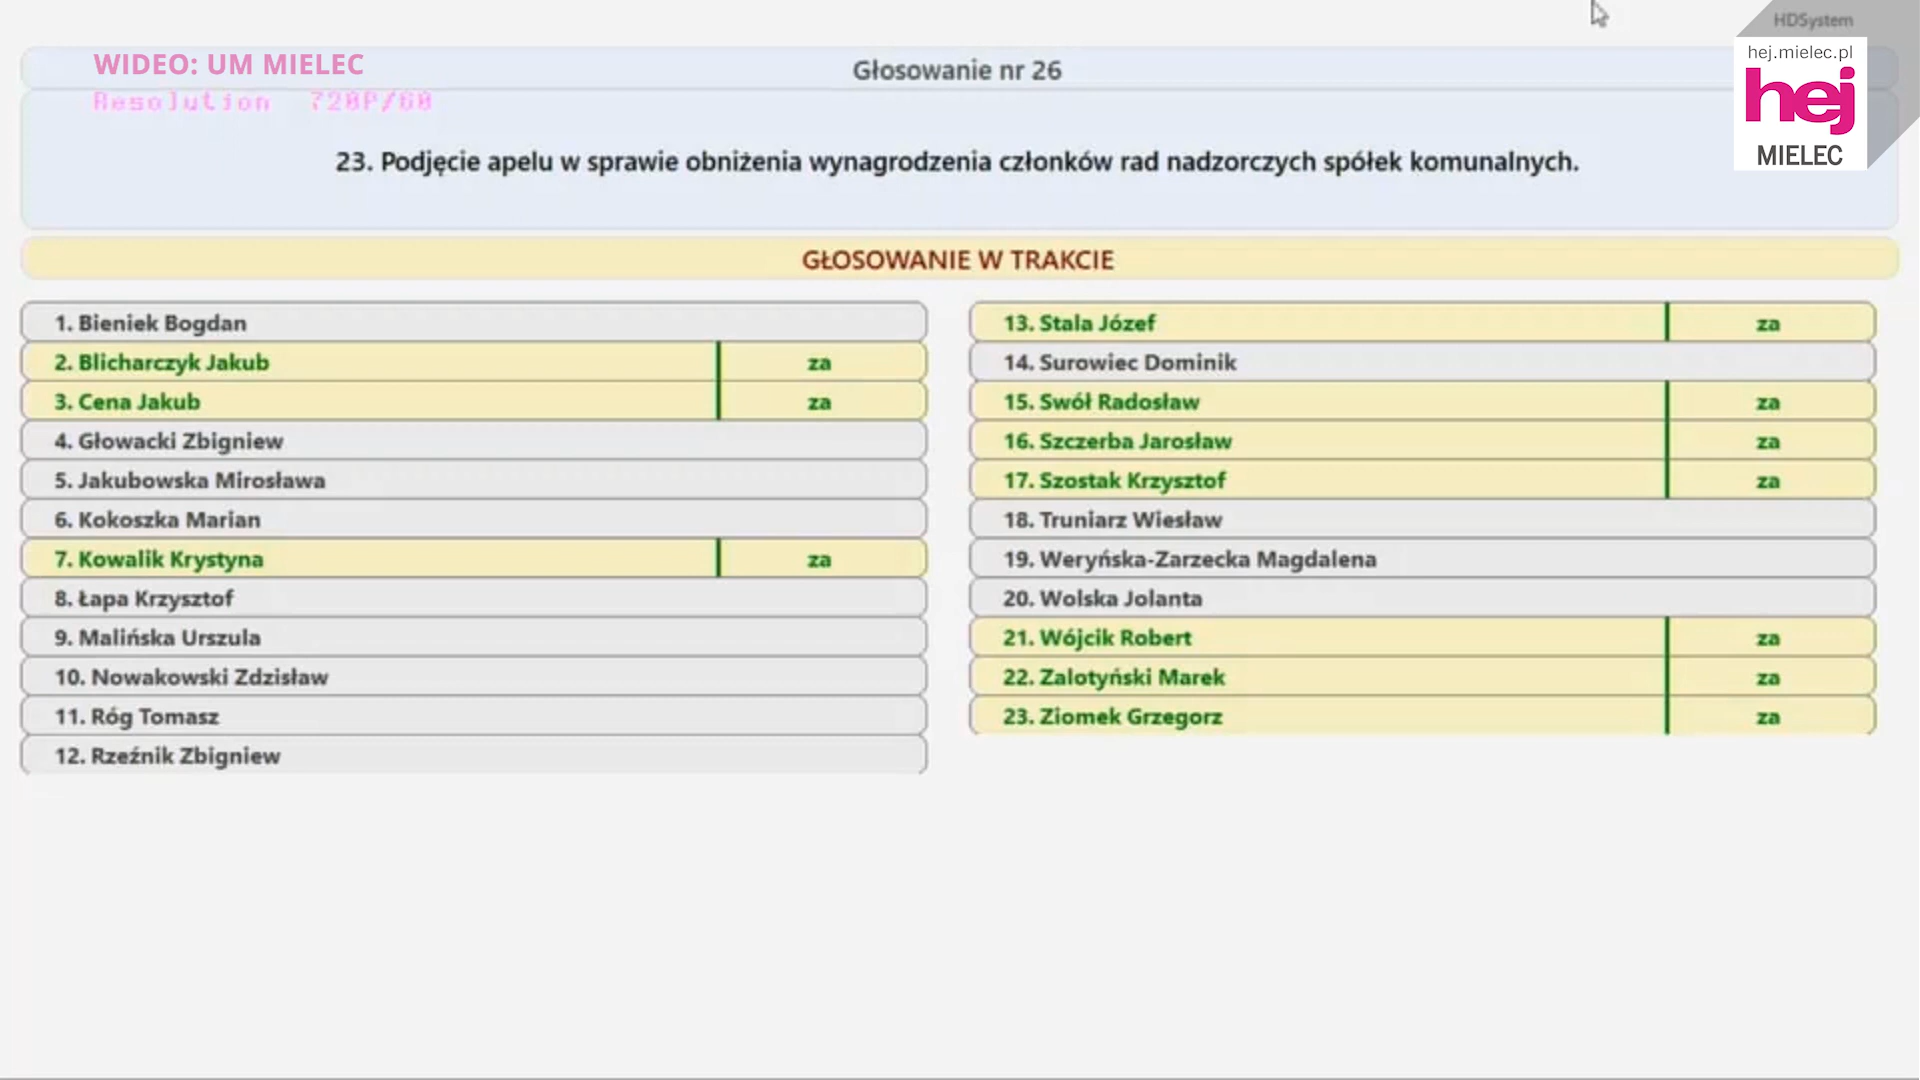 HDSystem
WIDEO: UM MIELEC
Głosowanie nr 26
hej.mielec.pl
hej
MIELEC
Resolution 720P/60
23. Podjęcie apelu w sprawie obniżenia wynagrodzenia członków rad nadzorczych spółek komunalnych.
GŁOSOWANIE W TRAKCIE
1. Bieniek Bogdan
2. Blicharczyk Jakub za
3. Cena Jakub za
4. Głowacki Zbigniew
5. Jakubowska Mirosława
6. Kokoszka Marian
7. Kowalik Krystyna za
8. Łapa Krzysztof
9. Malińska Urszula
10. Nowakowski Zdzisław
11. Róg Tomasz
12. Rzeźnik Zbigniew
13. Stala Józef za
14. Surowiec Dominik
15. Swół Radosław za
16. Szczerba Jarosław za
17. Szostak Krzysztof za
18. Truniarz Wiesław
19. Weryńska-Zarzecka Magdalena
20. Wolska Jolanta
21. Wójcik Robert za
22. Zalotyński Marek za
23. Ziomek Grzegorz za